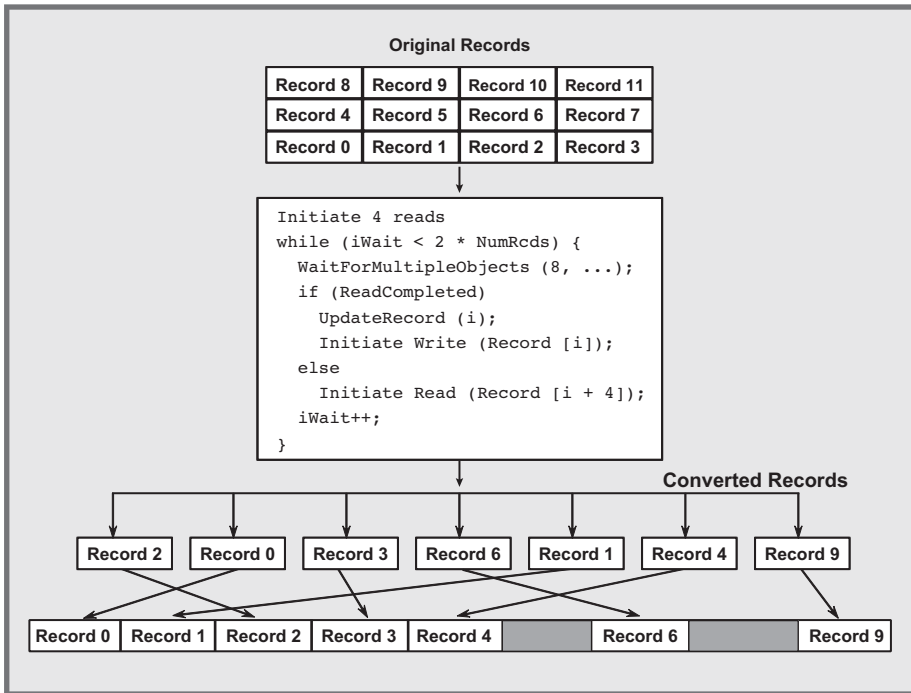 Original Records
Record 8 Record 9 Record 10 Record 11
Record 4 Record 5 Record 6 Record 7
Record 0 Record 1 Record 2 Record 3
Initiate 4 reads
while (iWait < 2 * NumRcds) {
WaitForMultipleObjects (8, ...);
if (ReadCompleted)
UpdateRecord (i);
Initiate Write (Record [i]);
else
Initiate Read (Record [i + 4]);
iWait++;
}
Converted Records
Record 2 Record 0 Record 3 Record 6 Record 1 Record 4 Record 9
Record 0 Record 1 Record 2 Record 3 Record 4 Record 6 Record 9